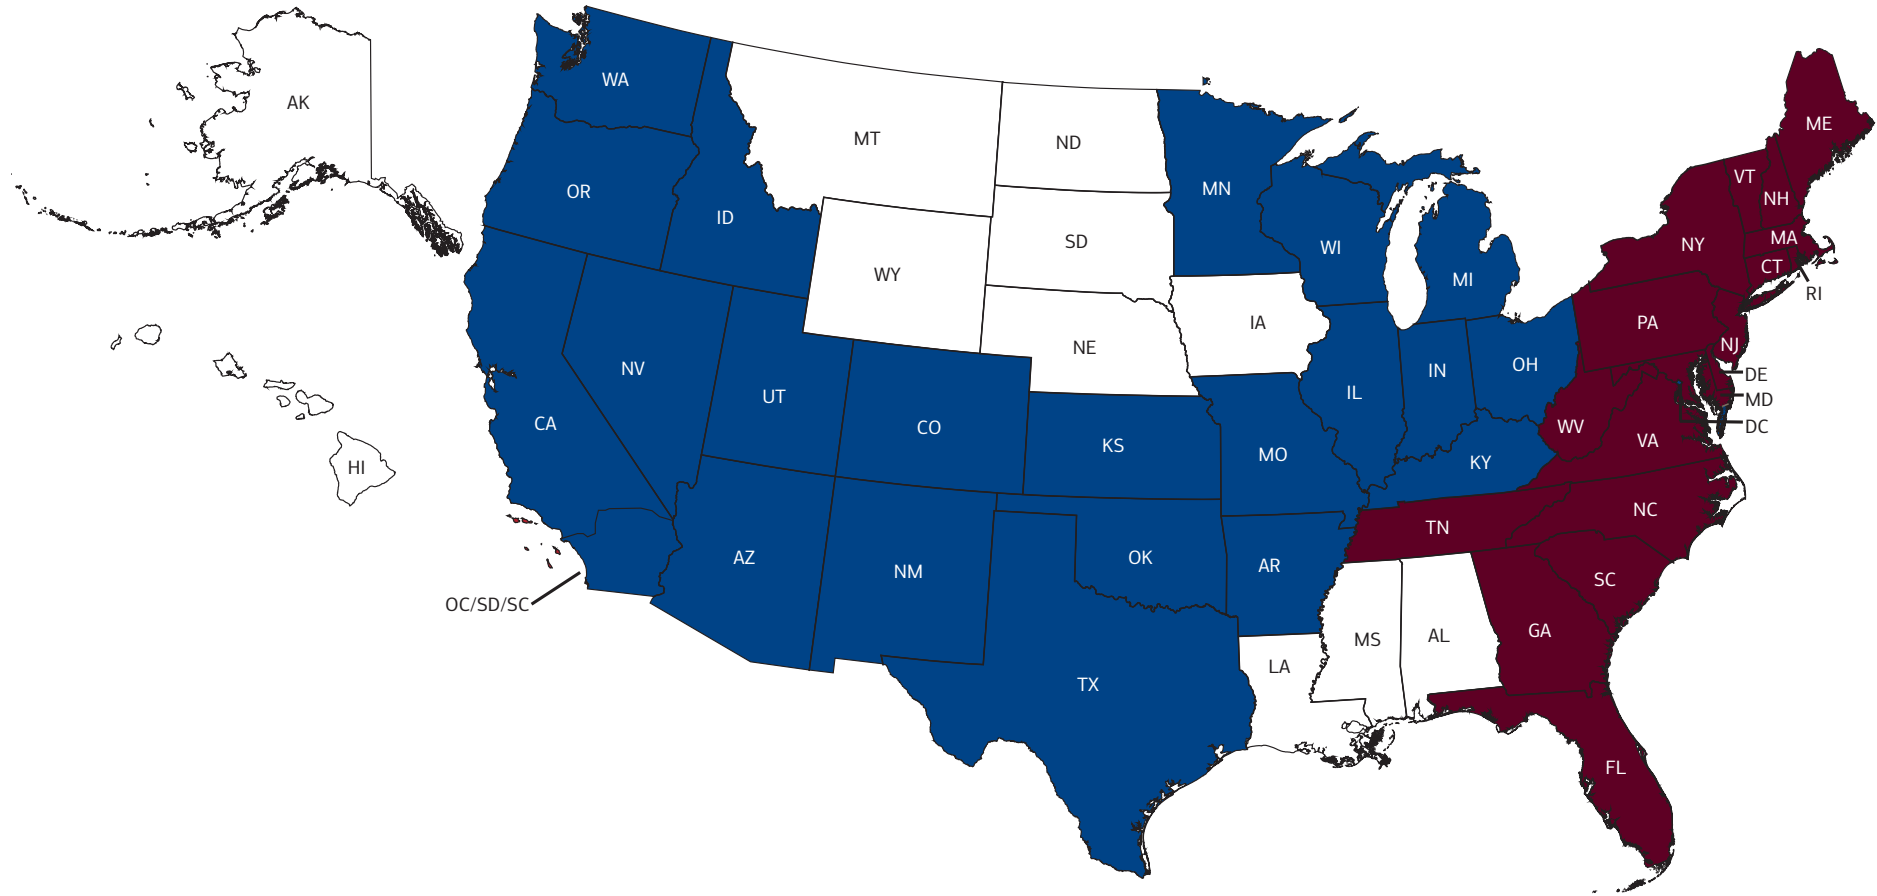 WA
AK
ME
MT
ND
VT
MN
OR
NH
ID
MA
SD
NY
WI
CT
WY
MI
RI
IA
PA
NJ
NE
OH
NV
IN
DE
UT
IL
MD
CA
CO
DC
WV
VA
KS
MO
KY
HI
NC
TN
AZ
OK
AR
NM
SC
OC/SD/SC
GA
AL
MS
LA
TX
FL